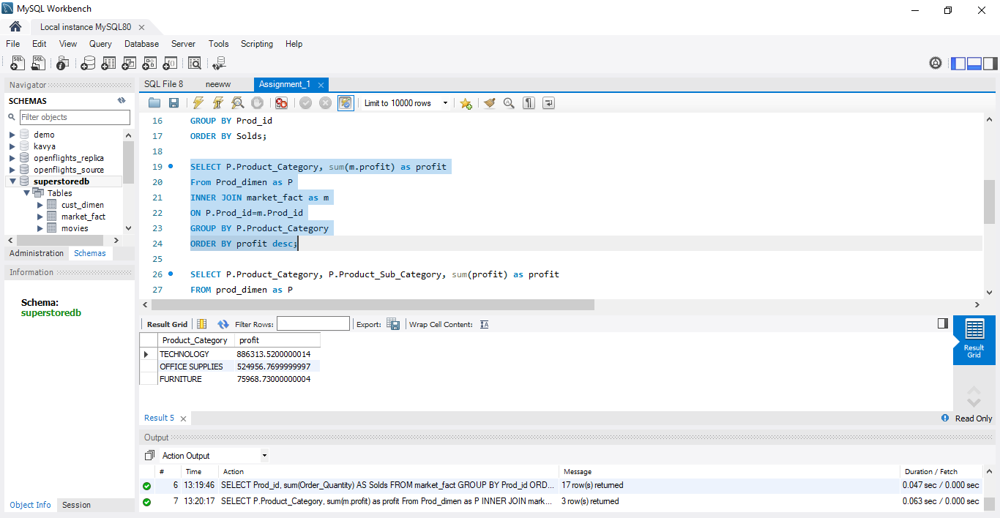 MySQL Workbench
Local instance MySQL80
File Edit View Query Database Server Tools Scripting Help
Navigator
SCHEMAS
Filter objects
demo
kavya
openflights_replica
openflights_source
superstoredb
Tables
cust_dimen
market_fact
movies
Administration Schemas
Information
Schema:
superstoredb
Object Info Session
SQL File 8 neeww Assignment_1
Limit to 10000 rows
16 GROUP BY Prod_id
17 ORDER BY Solds;
18
19 SELECT P.Product_Category, sum(m.profit) as profit
20 From Prod_dimen as P
21 INNER JOIN market_fact as m
22 ON P.Prod_id=m.Prod_id
23 GROUP BY P.Product_Category
24 ORDER BY profit desc;
25
26 SELECT P.Product_Category, P.Product_Sub_Category, sum(profit) as profit
27 FROM prod_dimen as P
Result Grid Filter Rows: Export: Wrap Cell Content:
Product_Category profit
TECHNOLOGY 886313.5200000014
OFFICE SUPPLIES 524956.7699999997
FURNITURE 75968.73000000004
Result
Grid
Result 5
Read Only
Output
Action Output
# Time Action Message Duration / Fetch
6 13:19:46 SELECT Prod_id, sum(Order_Quantity) AS Solds FROM market_fact GROUP BY Prod_id ORD... 17 row(s) returned 0.047 sec / 0.000 sec
7 13:20:17 SELECT P.Product_Category, sum(m.profit) as profit From Prod_dimen as P INNER JOIN mark... 3 row(s) returned 0.063 sec / 0.000 sec